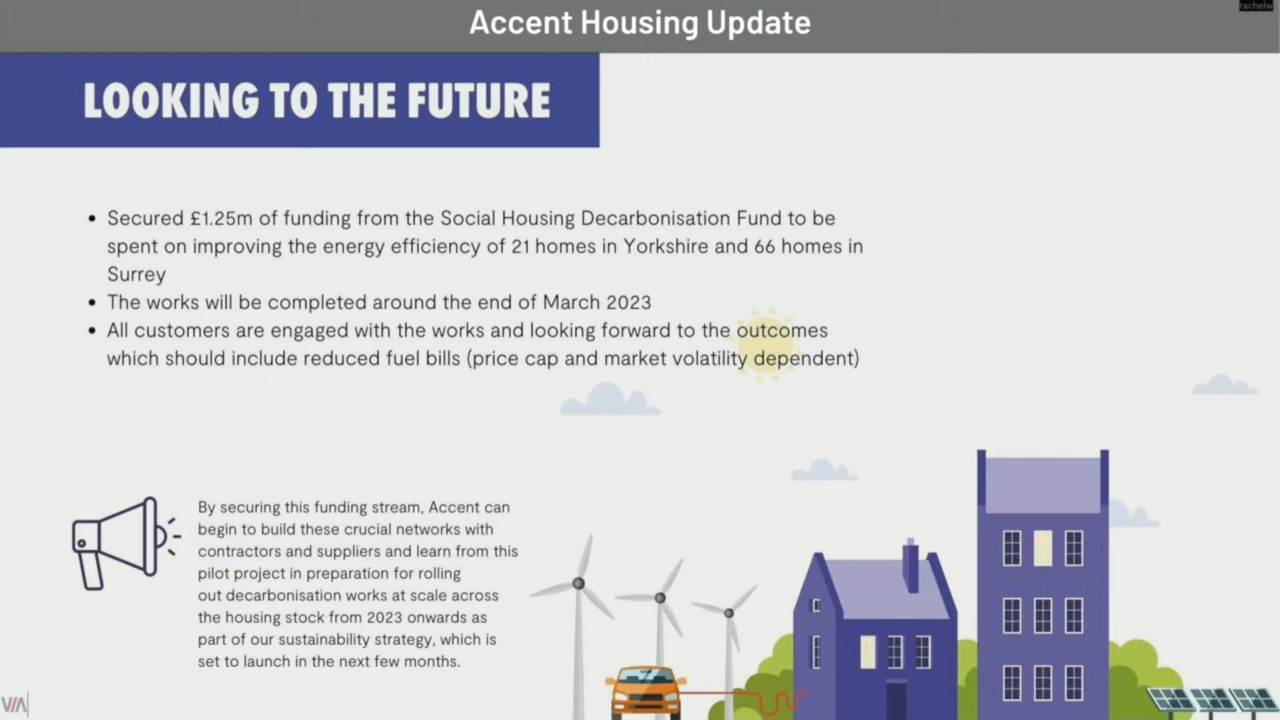 Accent Housing Update
rachelw
LOOKING TO THE FUTURE
• Secured £1.25m of funding from the Social Housing Decarbonisation Fund to be
spent on improving the energy efficiency of 21 homes in Yorkshire and 66 homes in
Surrey
• The works will be completed around the end of March 2023
• All customers are engaged with the works and looking forward to the outcomes
which should include reduced fuel bills (price cap and market volatility dependent)
By securing this funding stream, Accent can
begin to build these crucial networks with
contractors and suppliers and learn from this
pilot project in preparation for rolling
out decarbonisation works at scale across
the housing stock from 2023 onwards as
part of our sustainability strategy, which is
set to launch in the next few months.
VIA